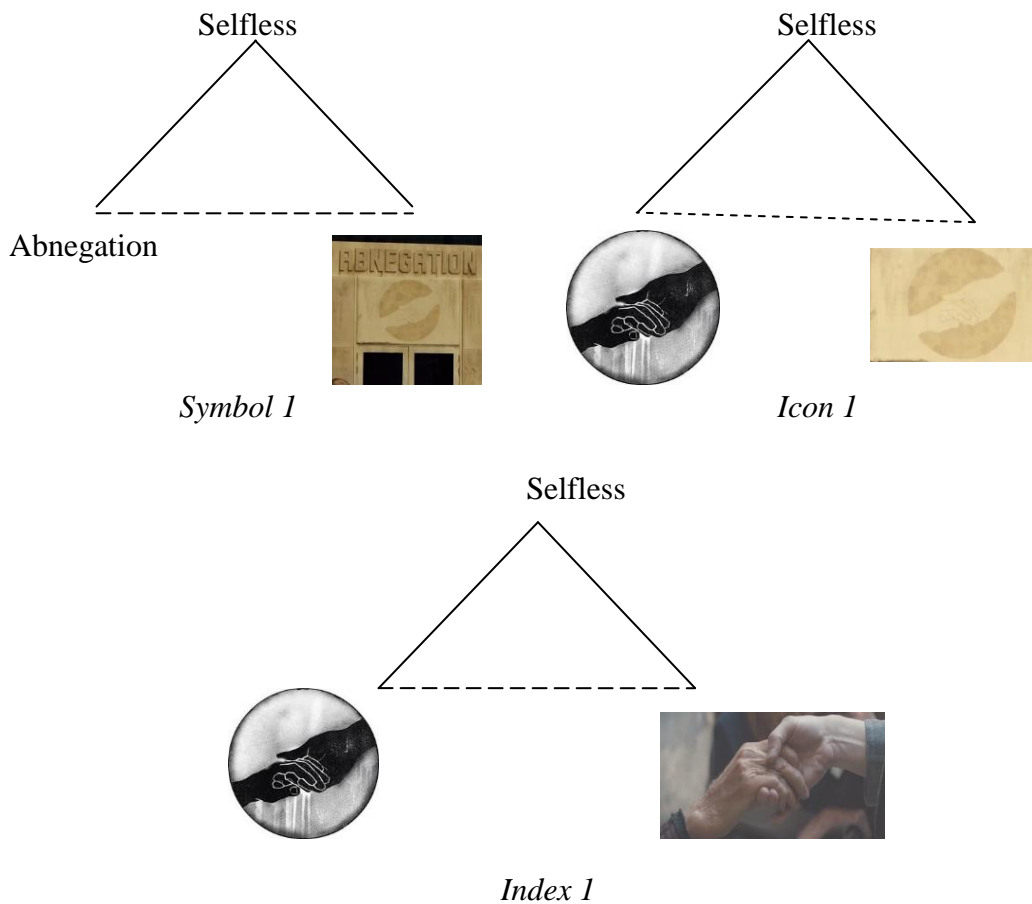 Selfless
Selfless
Abnegation
ABNEGATION
Symbol 1
Icon 1
Selfless
Index 1